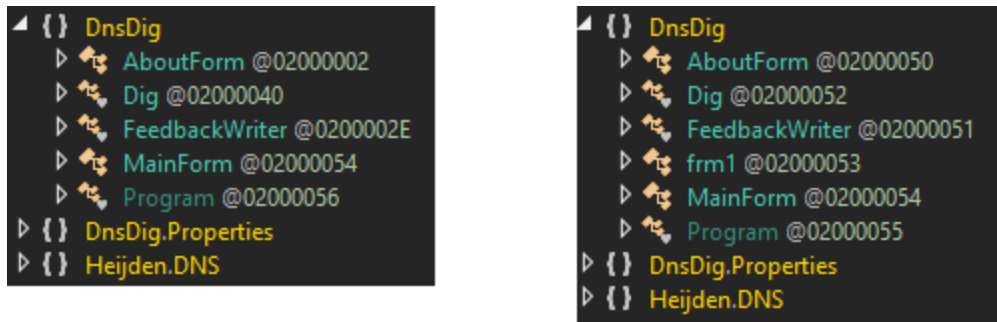 { } DnsDig
AboutForm @02000002
Dig @02000040
FeedbackWriter @0200002E
MainForm @02000054
Program @02000056
{ } DnsDig.Properties
{ } Heijden.DNS
{ } DnsDig
AboutForm @02000050
Dig @02000052
FeedbackWriter @02000051
frm1 @02000053
MainForm @02000054
Program @02000055
{ } DnsDig.Properties
{ } Heijden.DNS